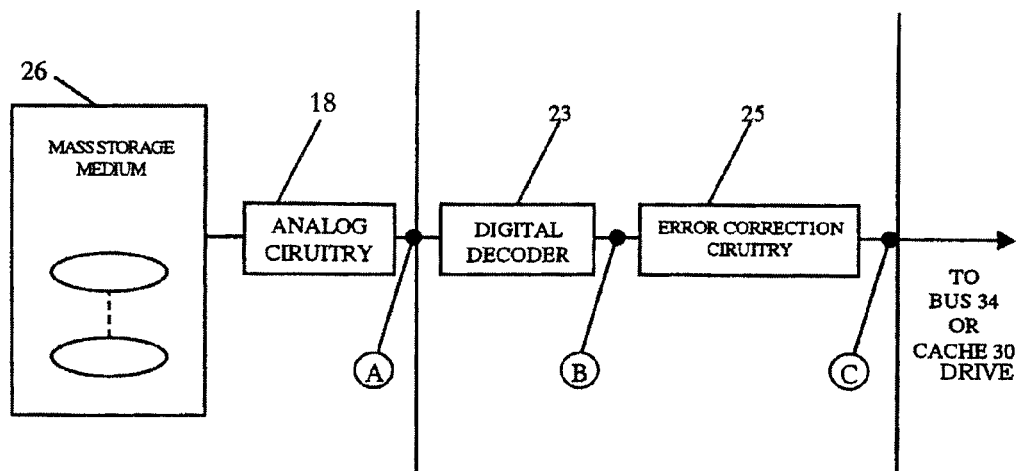 26
MASS STORAGE
MEDIUM
18
ANALOG
CIRUITRY
23
DIGITAL
DECODER
25
ERROR CORRECTION
CIRUITRY
A
B
C
TO
BUS 34
OR
CACHE 30
DRIVE